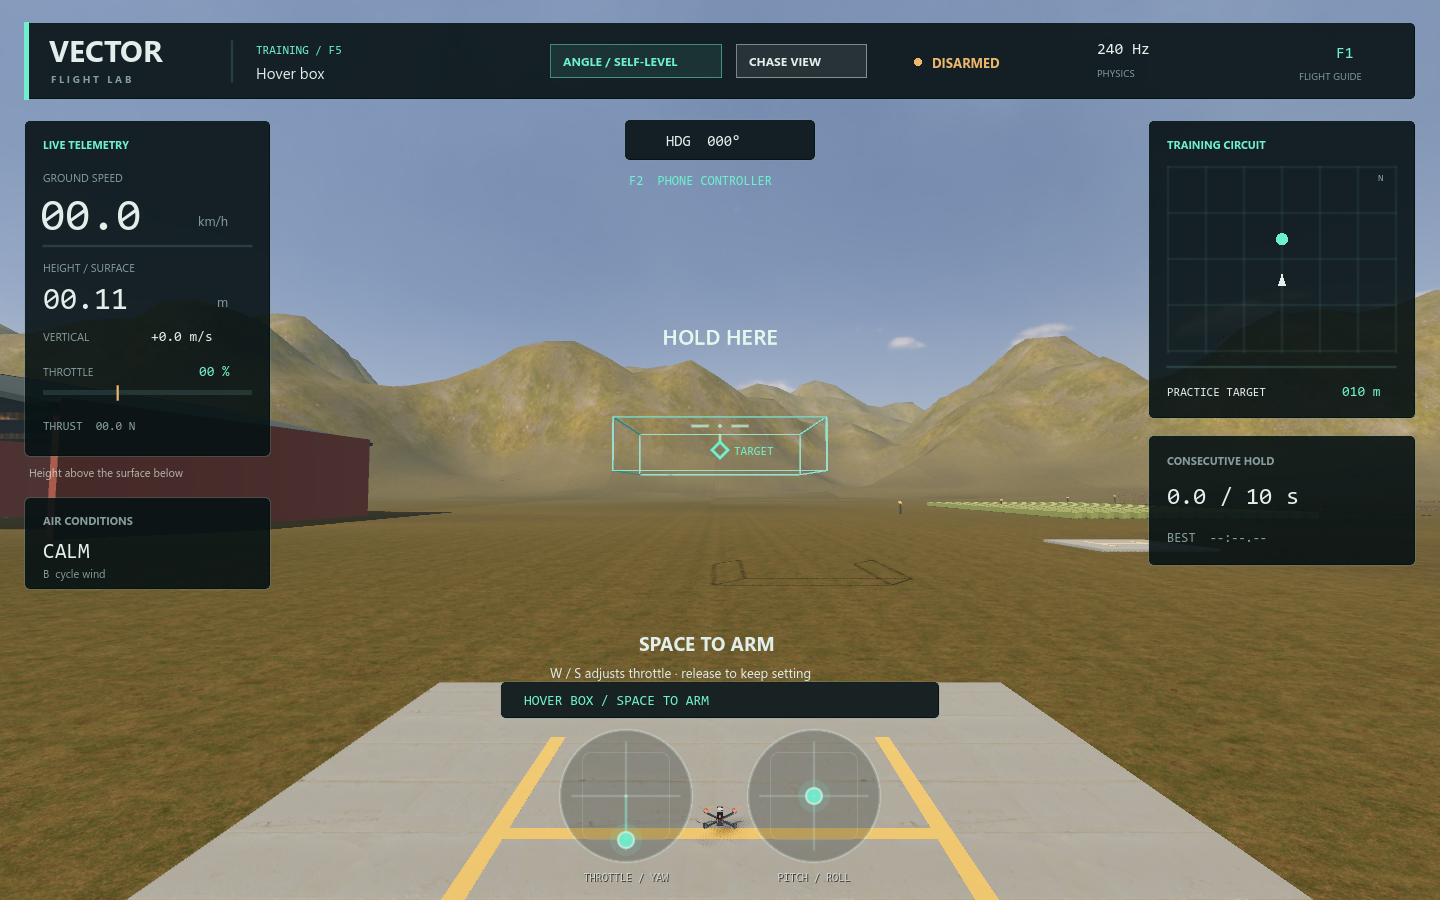 VECTOR
FLIGHT LAB
TRAINING / F5
Hover box
ANGLE / SELF-LEVEL
CHASE VIEW
DISARMED
240 Hz
PHYSICS
F1
FLIGHT GUIDE
LIVE TELEMETRY
GROUND SPEED
00.0 km/h
HEIGHT / SURFACE
00.11 m
VERTICAL +0.0 m/s
THROTTLE 00 %
THRUST 00.0 N
Height above the surface below
AIR CONDITIONS
CALM
B cycle wind
HDG 000°
F2 PHONE CONTROLLER
HOLD HERE
TARGET
TRAINING CIRCUIT
N
PRACTICE TARGET 010 m
CONSECUTIVE HOLD
0.0 / 10 s
BEST --:--.--
SPACE TO ARM
W / S adjusts throttle · release to keep setting
HOVER BOX / SPACE TO ARM
THROTTLE / YAW
PITCH / ROLL